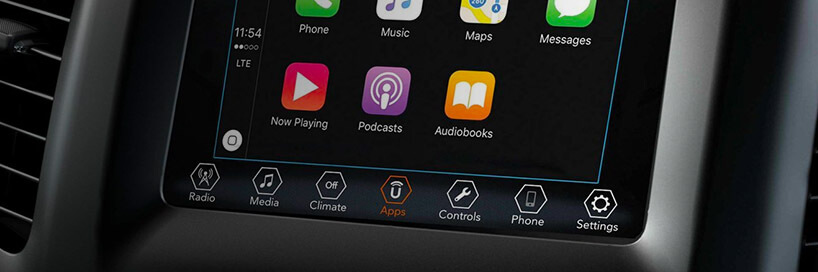 Phone
Music
Maps
Messages
11:54
LTE
Now Playing
Podcasts
Audiobooks
Radio
Media
Off
Climate
Apps
Controls
Phone
Settings
280